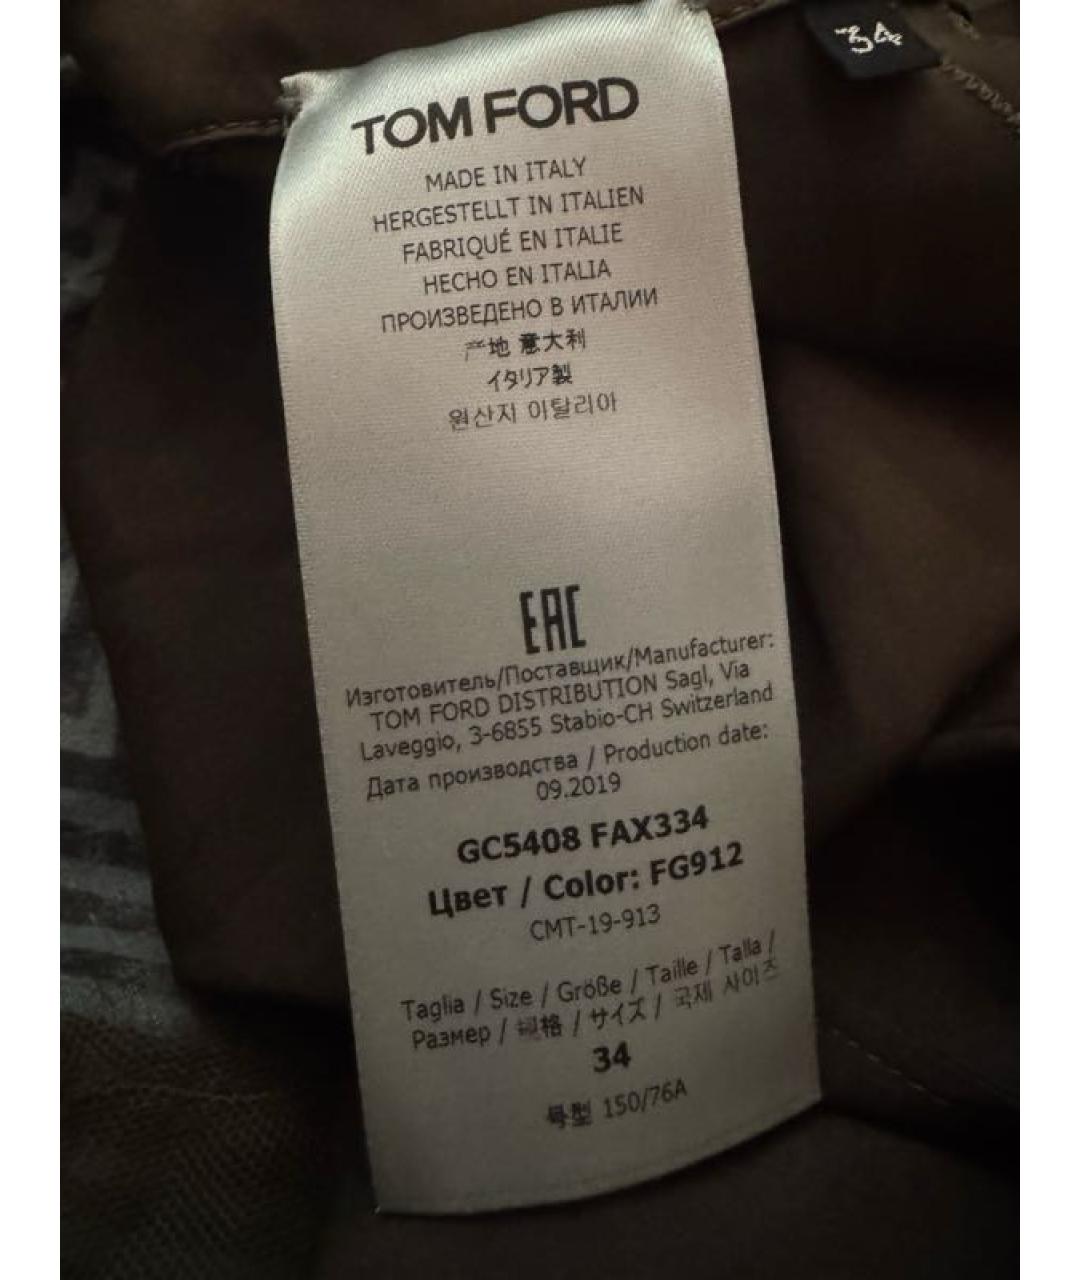 34
TOM FORD
MADE IN ITALY
HERGESTELLT IN ITALIEN
FABRIQUÉ EN ITALIE
HECHO EN ITALIA
ПРОИЗВЕДЕНО В ИТАЛИИ
产地 意大利
イタリア製
원산지 이탈리아
EAC
Изготовитель/Поставщик/Manufacturer:
TOM FORD DISTRIBUTION Sagl, Via
Laveggio, 3-6855 Stabio-CH Switzerland
Дата производства / Production date:
09.2019
GC5408 FAX334
Цвет / Color: FG912
CMT-19-913
Taglia / Size / Größe / Taille / Talla /
Размер / 规格 / サイズ / 국제 사이즈
34
号型 150/76A